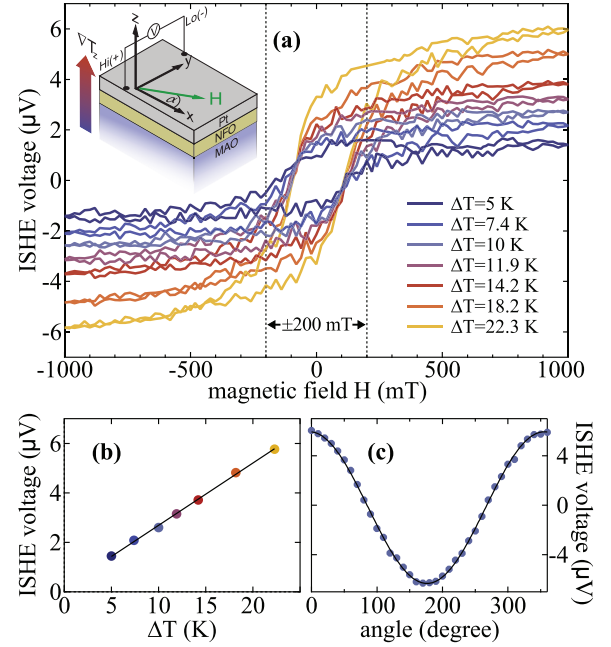 6
4
2
0
-2
-4
-6
ISHE voltage (μV)
(a)
∇Tz
Hi(+)
Lo(-)
V
z
y
H
α
x
Pt
NFO
MAO
ΔT=5 K
ΔT=7.4 K
ΔT=10 K
ΔT=11.9 K
ΔT=14.2 K
ΔT=18.2 K
ΔT=22.3 K
±200 mT
-1000 -500 0 500 1000
magnetic field H (mT)
(b)
6
4
2
0
ISHE voltage (μV)
0 5 10 15 20
ΔT (K)
(c)
4
0
-4
ISHE voltage (μV)
0 100 200 300
angle (degree)